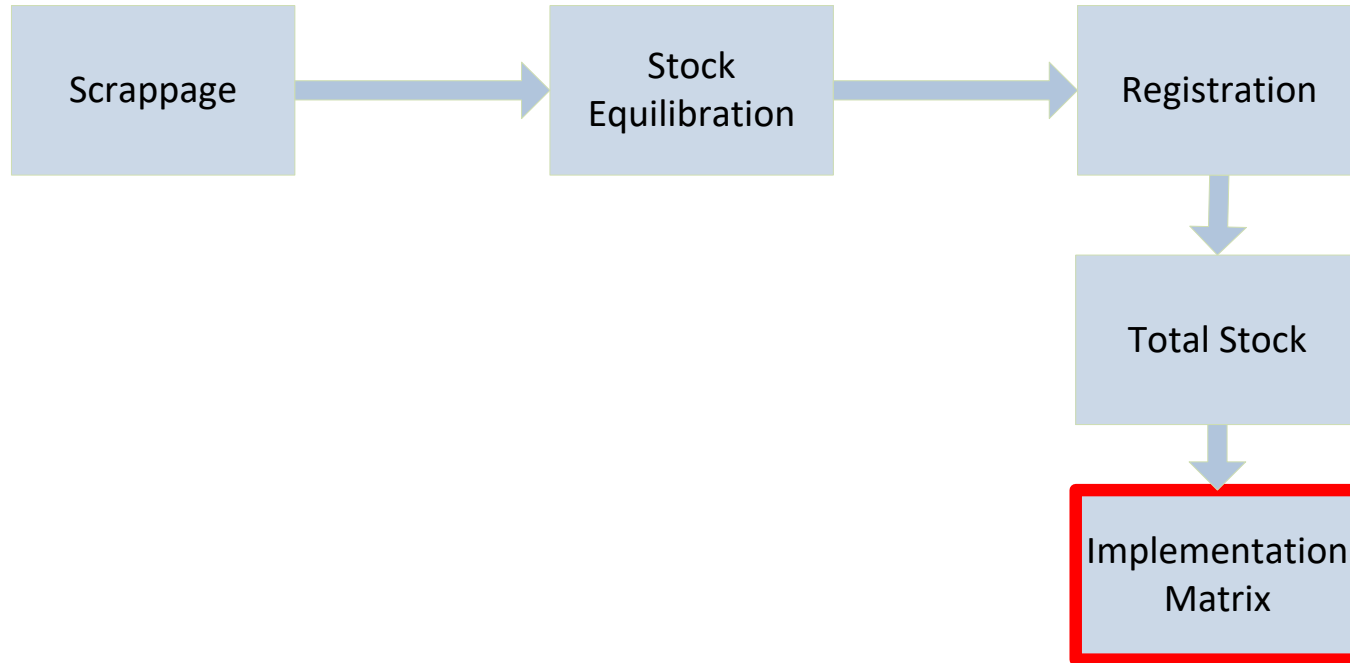 Scrappage
Stock
Equilibration
Registration
Total Stock
Implementation
Matrix